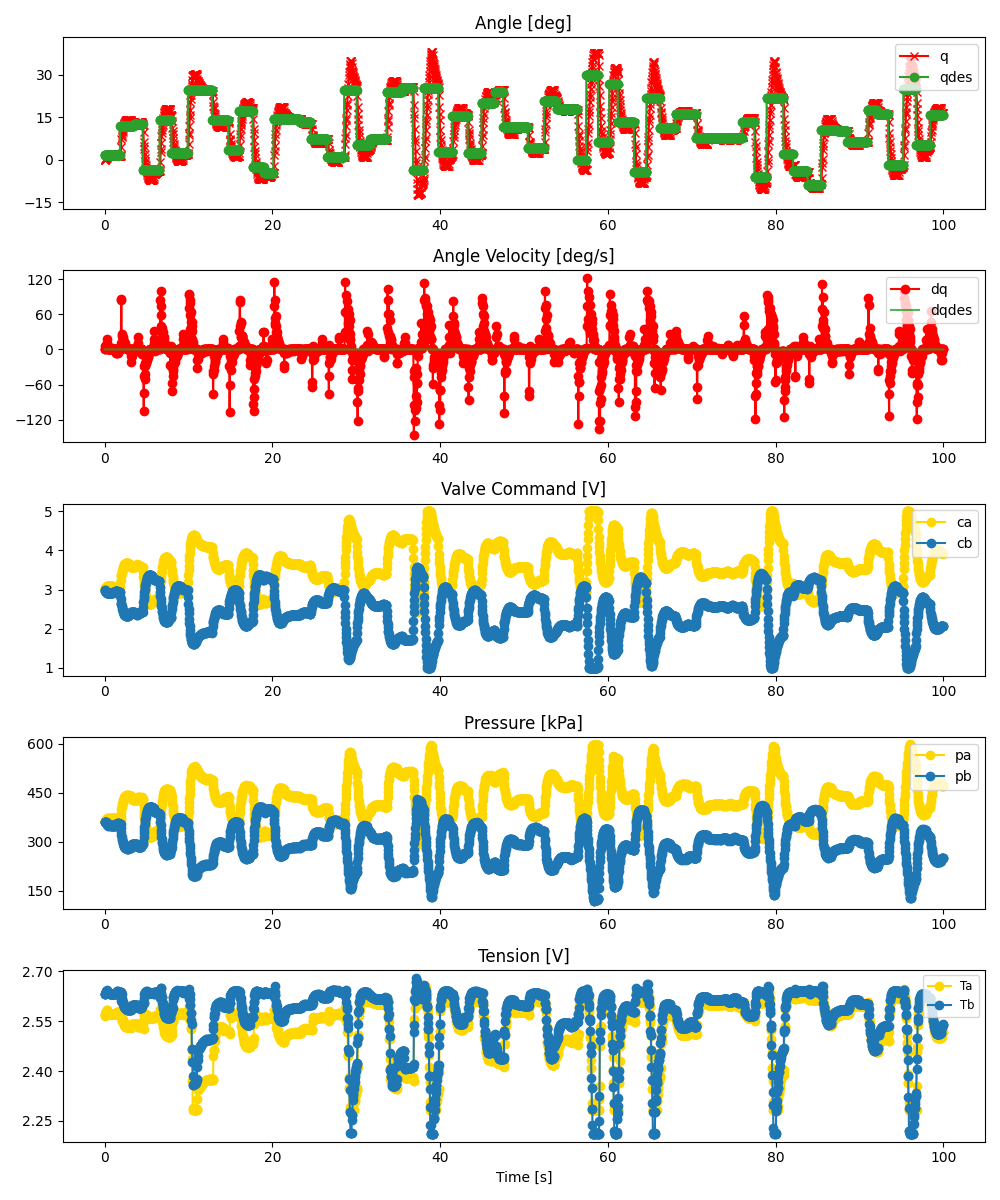 Angle [deg]
30
15
0
−15
q
qdes
0 20 40 60 80 100
Angle Velocity [deg/s]
120
60
0
−60
−120
dq
dqdes
0 20 40 60 80 100
Valve Command [V]
5
4
3
2
1
ca
cb
0 20 40 60 80 100
Pressure [kPa]
600
450
300
150
pa
pb
0 20 40 60 80 100
Tension [V]
2.70
2.55
2.40
2.25
Ta
Tb
0 20 40 60 80 100
Time [s]